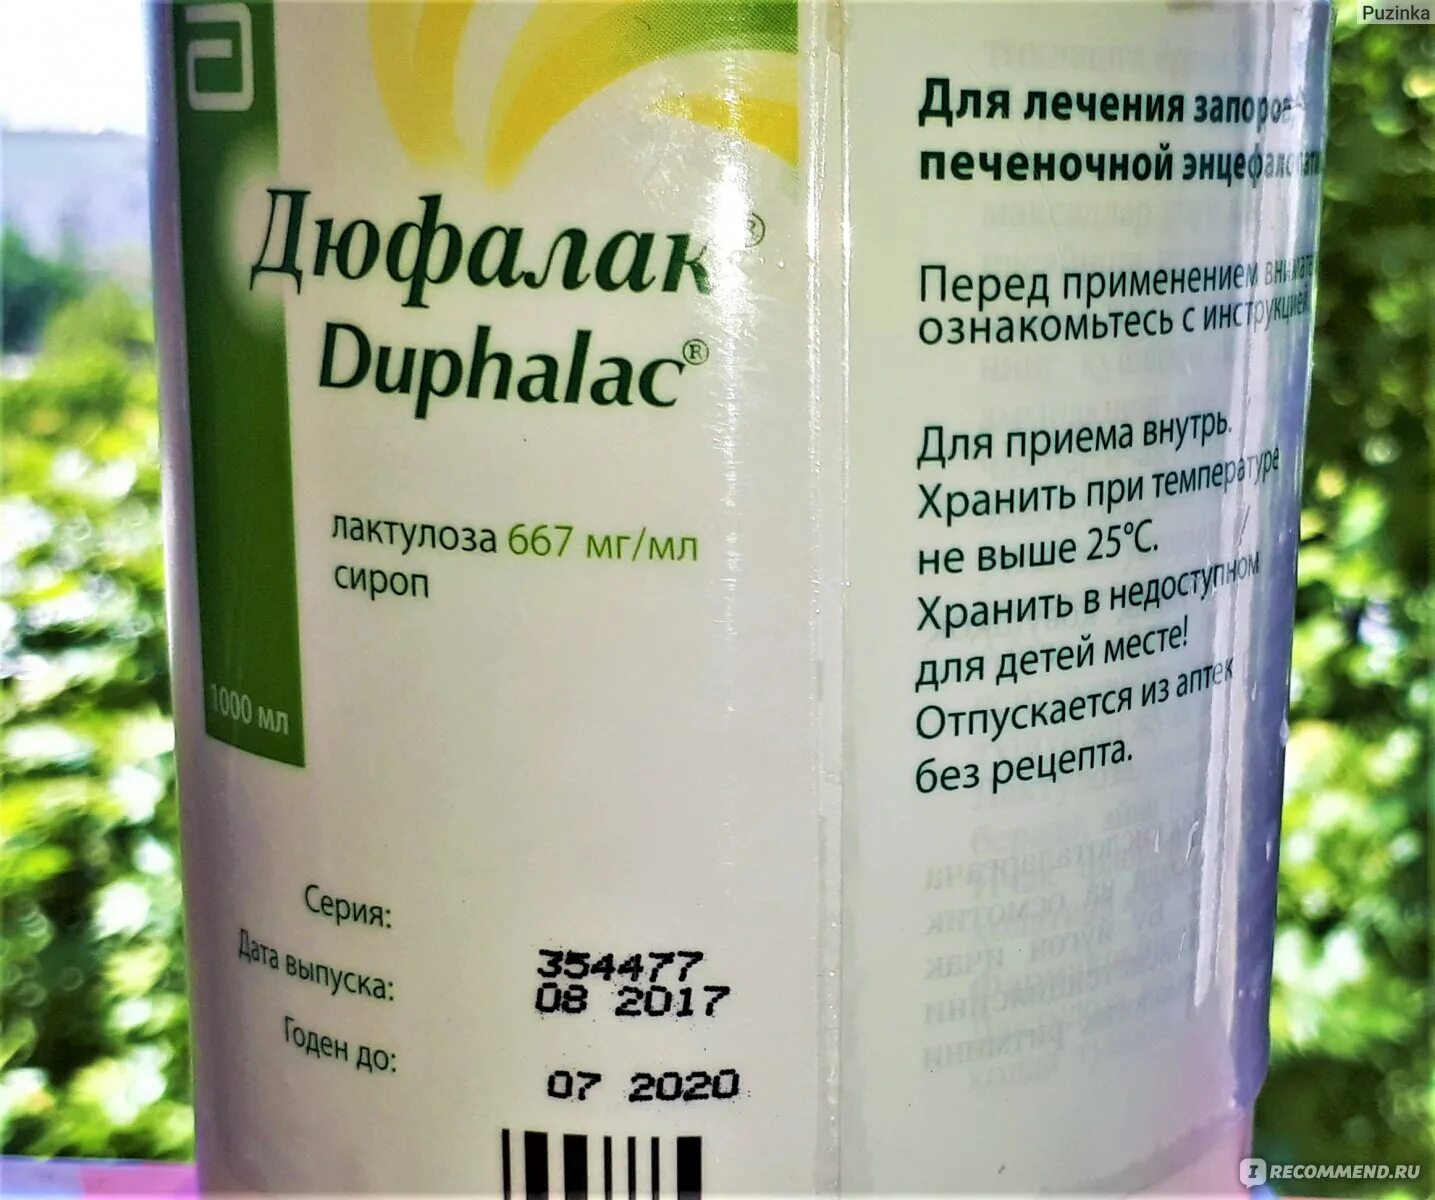 Puzinka
Дюфалак®
Duphalac®
лактулоза 667 мг/мл
сироп
1000 мл
Серия:
354477
Дата выпуска:
08 2017
Годен до:
07 2020
Для лечения запоров
печеночной
Перед применением
ознакомьтесь с инструкцией
Для приема внутрь.
Хранить при температуре
не выше 25°С.
Хранить в недоступном
для детей месте!
Отпускается из аптек
без рецепта.
IRECOMMEND.RU